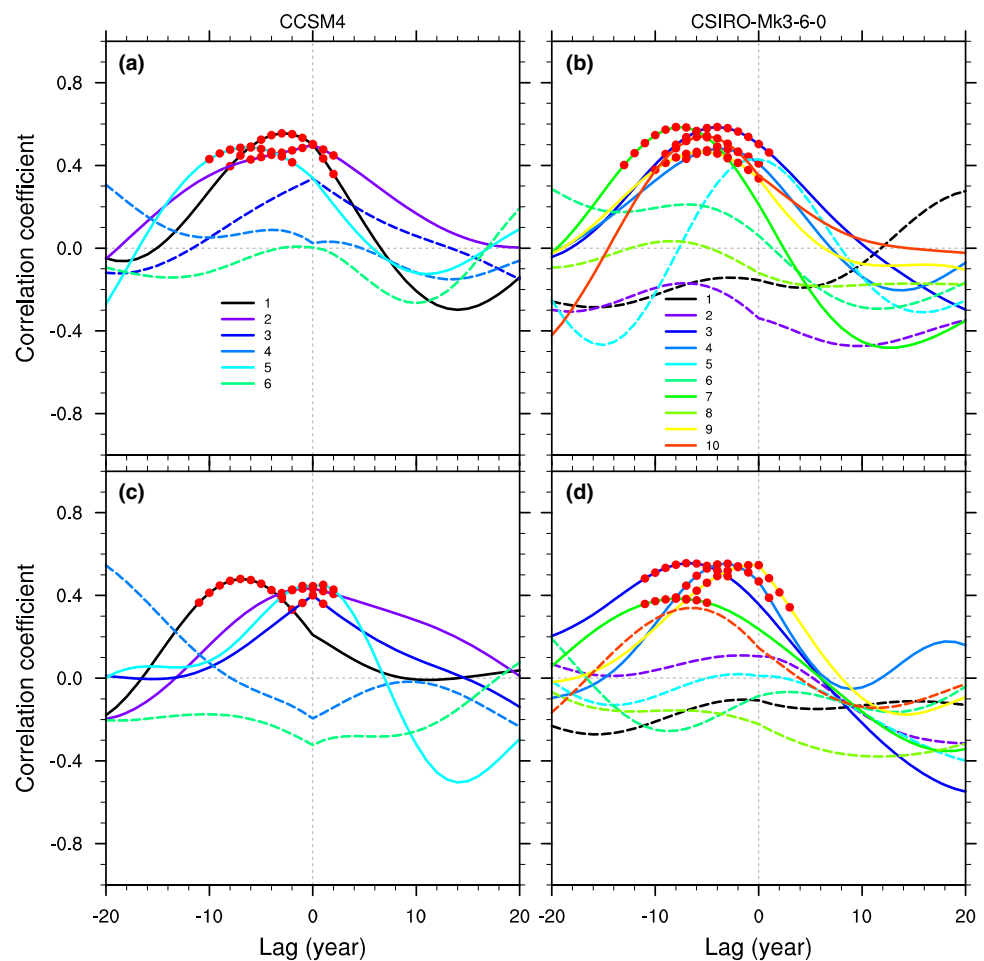 CCSM4
CSIRO-Mk3-6-0
(a)
(b)
Correlation coefficient
0.8
0.4
0.0
-0.4
-0.8
1
2
3
4
5
6
1
2
3
4
5
6
7
8
9
10
(c)
(d)
Correlation coefficient
0.8
0.4
0.0
-0.4
-0.8
-20 -10 0 10 20
-20 -10 0 10 20
Lag (year)
Lag (year)